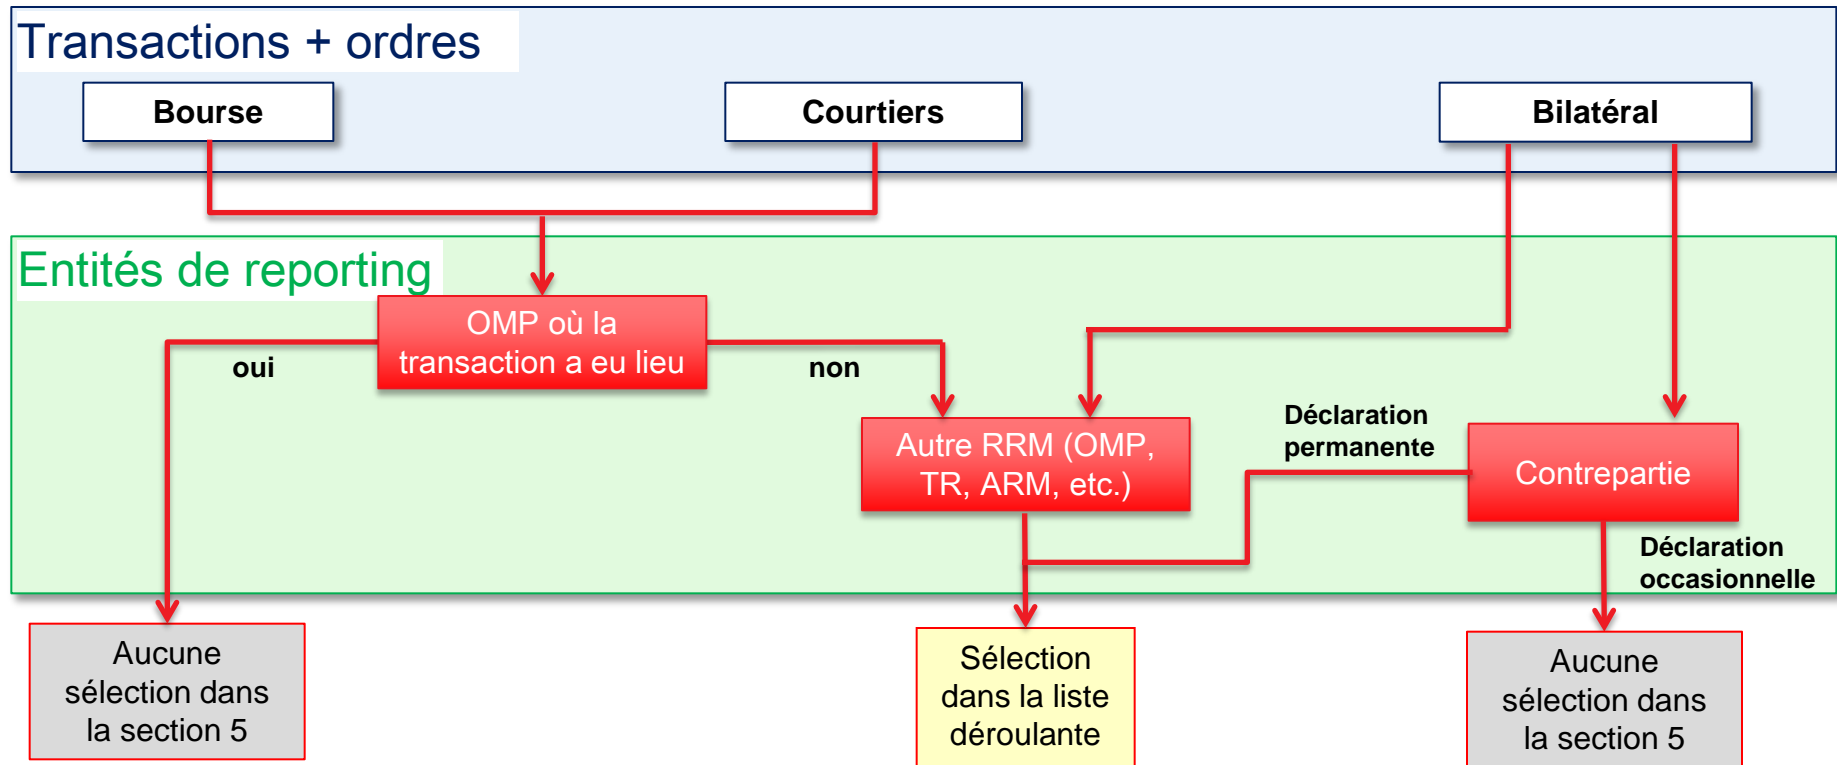 Transactions + ordres
Bourse
Courtiers
Bilatéral
Entités de reporting
OMP où la
transaction a eu lieu
oui
non
Autre RRM (OMP,
TR, ARM, etc.)
Déclaration
permanente
Contrepartie
Déclaration
occasionnelle
Aucune
sélection dans
la section 5
Sélection
dans la liste
déroulante
Aucune
sélection dans
la section 5